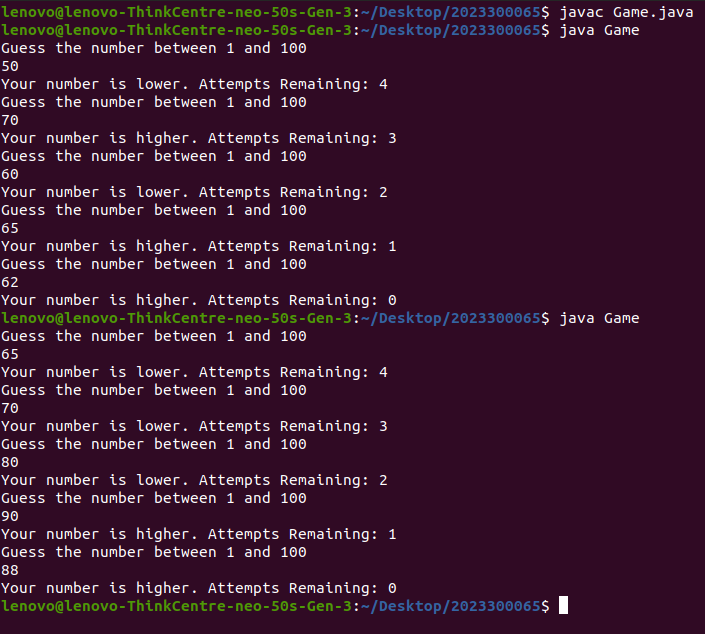 lenovo@lenovo-ThinkCentre-neo-50s-Gen-3:~/Desktop/2023300065$ javac Game.java
lenovo@lenovo-ThinkCentre-neo-50s-Gen-3:~/Desktop/2023300065$ java Game
Guess the number between 1 and 100
50
Your number is lower. Attempts Remaining: 4
Guess the number between 1 and 100
70
Your number is higher. Attempts Remaining: 3
Guess the number between 1 and 100
60
Your number is lower. Attempts Remaining: 2
Guess the number between 1 and 100
65
Your number is higher. Attempts Remaining: 1
Guess the number between 1 and 100
62
Your number is higher. Attempts Remaining: 0
lenovo@lenovo-ThinkCentre-neo-50s-Gen-3:~/Desktop/2023300065$ java Game
Guess the number between 1 and 100
65
Your number is lower. Attempts Remaining: 4
Guess the number between 1 and 100
70
Your number is lower. Attempts Remaining: 3
Guess the number between 1 and 100
80
Your number is lower. Attempts Remaining: 2
Guess the number between 1 and 100
90
Your number is higher. Attempts Remaining: 1
Guess the number between 1 and 100
88
Your number is higher. Attempts Remaining: 0
lenovo@lenovo-ThinkCentre-neo-50s-Gen-3:~/Desktop/2023300065$